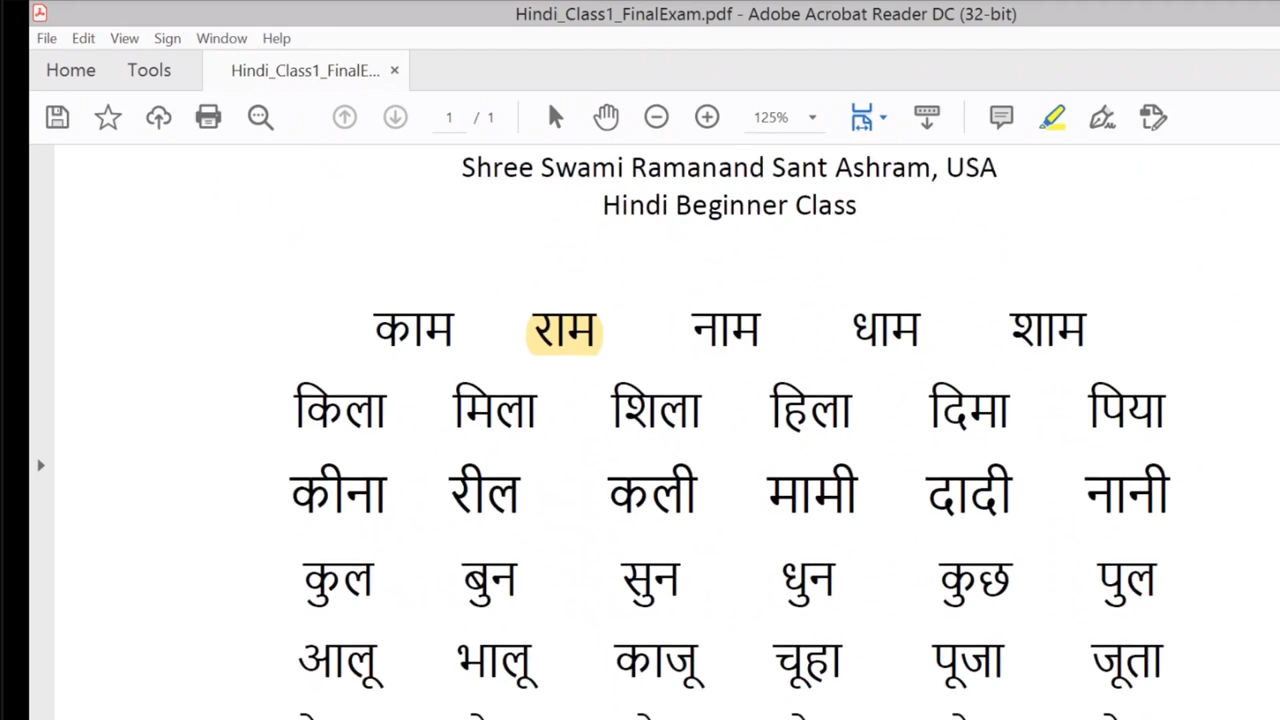 Hindi_Class1_FinalExam.pdf - Adobe Acrobat Reader DC (32-bit)
File Edit View Sign Window Help
Home Tools Hindi_Class1_FinalE... ×
1 / 1 125%
Shree Swami Ramanand Sant Ashram, USA
Hindi Beginner Class
काम राम नाम धाम शाम
किला मिला शिला हिला दिमा पिया
कीना रील कली मामी दादी नानी
कुल बुन सुन धुन कुछ पुल
आलू भालू काजू चूहा पूजा जूता